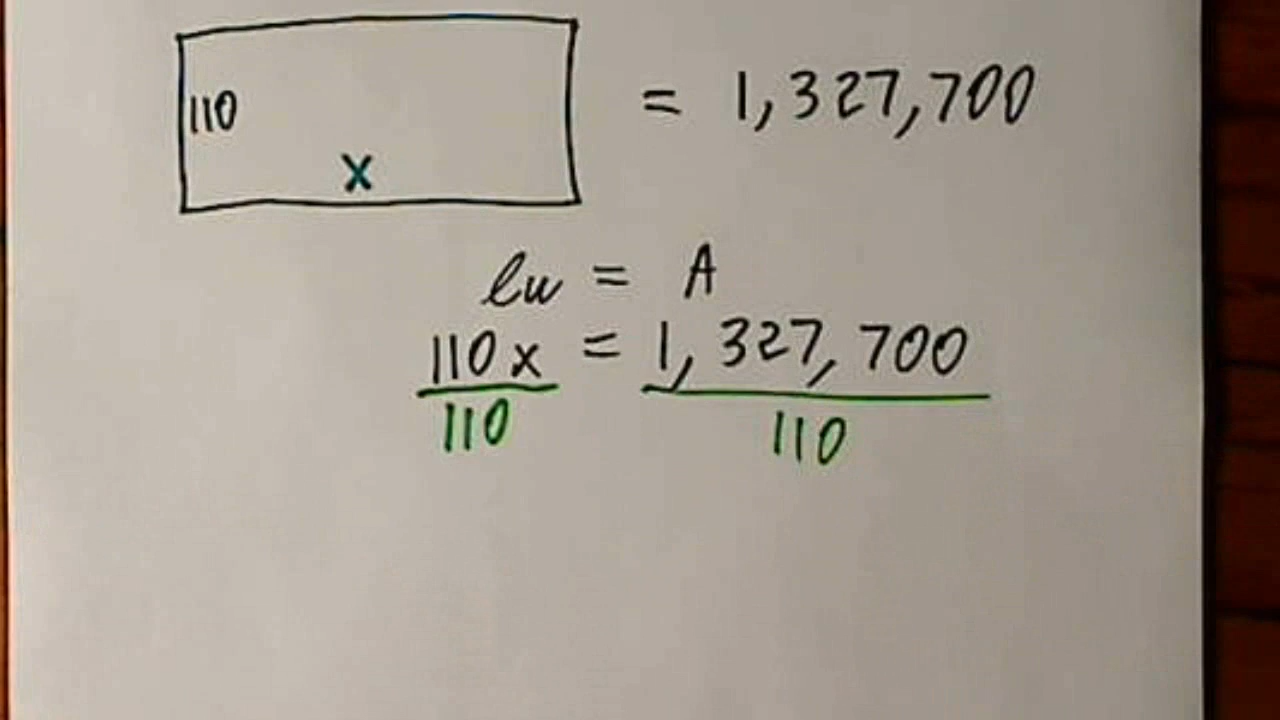 110 = 1,327,700
x
lw = A
110x = 1, 327, 700
110 110